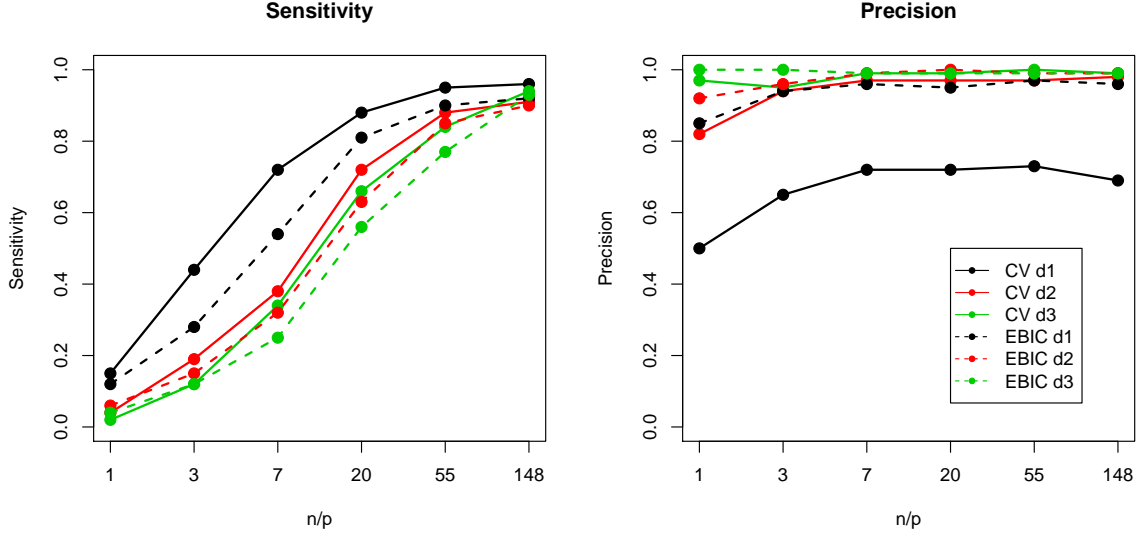 Sensitivity
Sensitivity
1.0
0.8
0.6
0.4
0.2
0.0
1 3 7 20 55 148
n/p
Precision
Precision
1.0
0.8
0.6
0.4
0.2
0.0
CV d1
CV d2
CV d3
EBIC d1
EBIC d2
EBIC d3
1 3 7 20 55 148
n/p